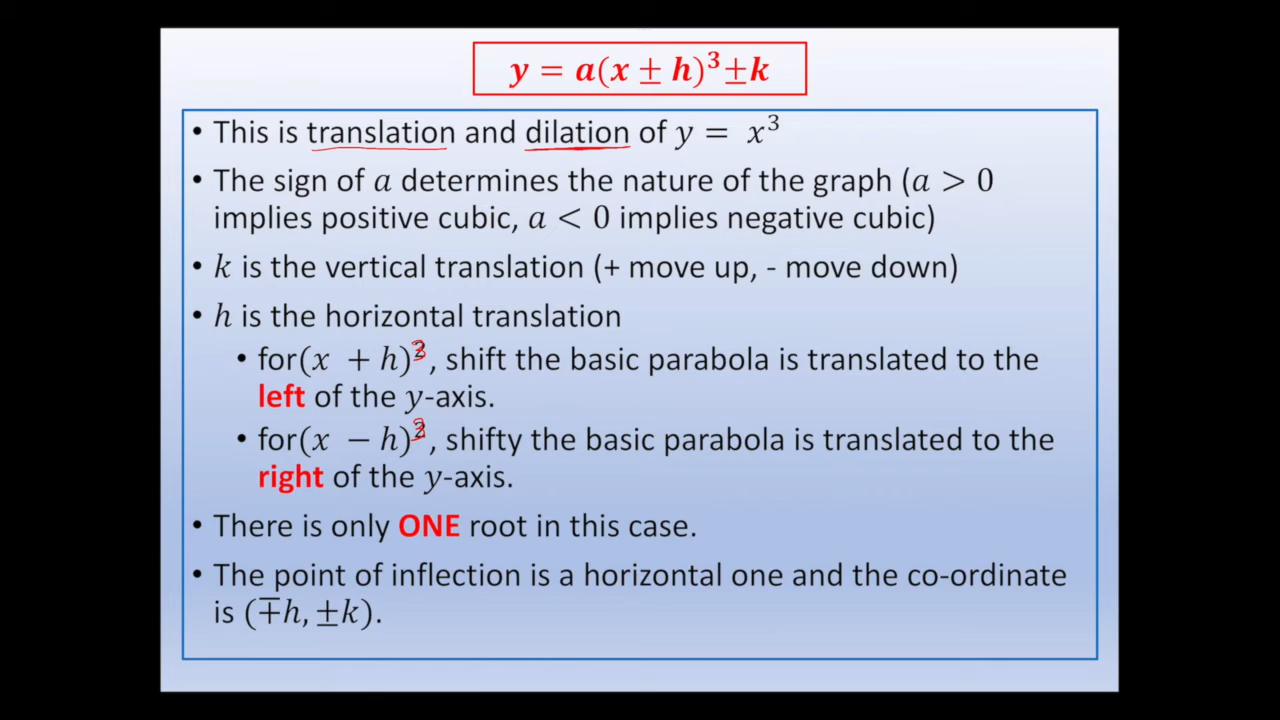 y = a(x ± h)³ ± k
• This is translation and dilation of y = x³
• The sign of a determines the nature of the graph (a > 0
implies positive cubic, a < 0 implies negative cubic)
• k is the vertical translation (+ move up, - move down)
• h is the horizontal translation
• for(x + h)³, shift the basic parabola is translated to the
left of the y-axis.
• for(x − h)³, shifty the basic parabola is translated to the
right of the y-axis.
• There is only ONE root in this case.
• The point of inflection is a horizontal one and the co-ordinate
is (∓h, ±k).